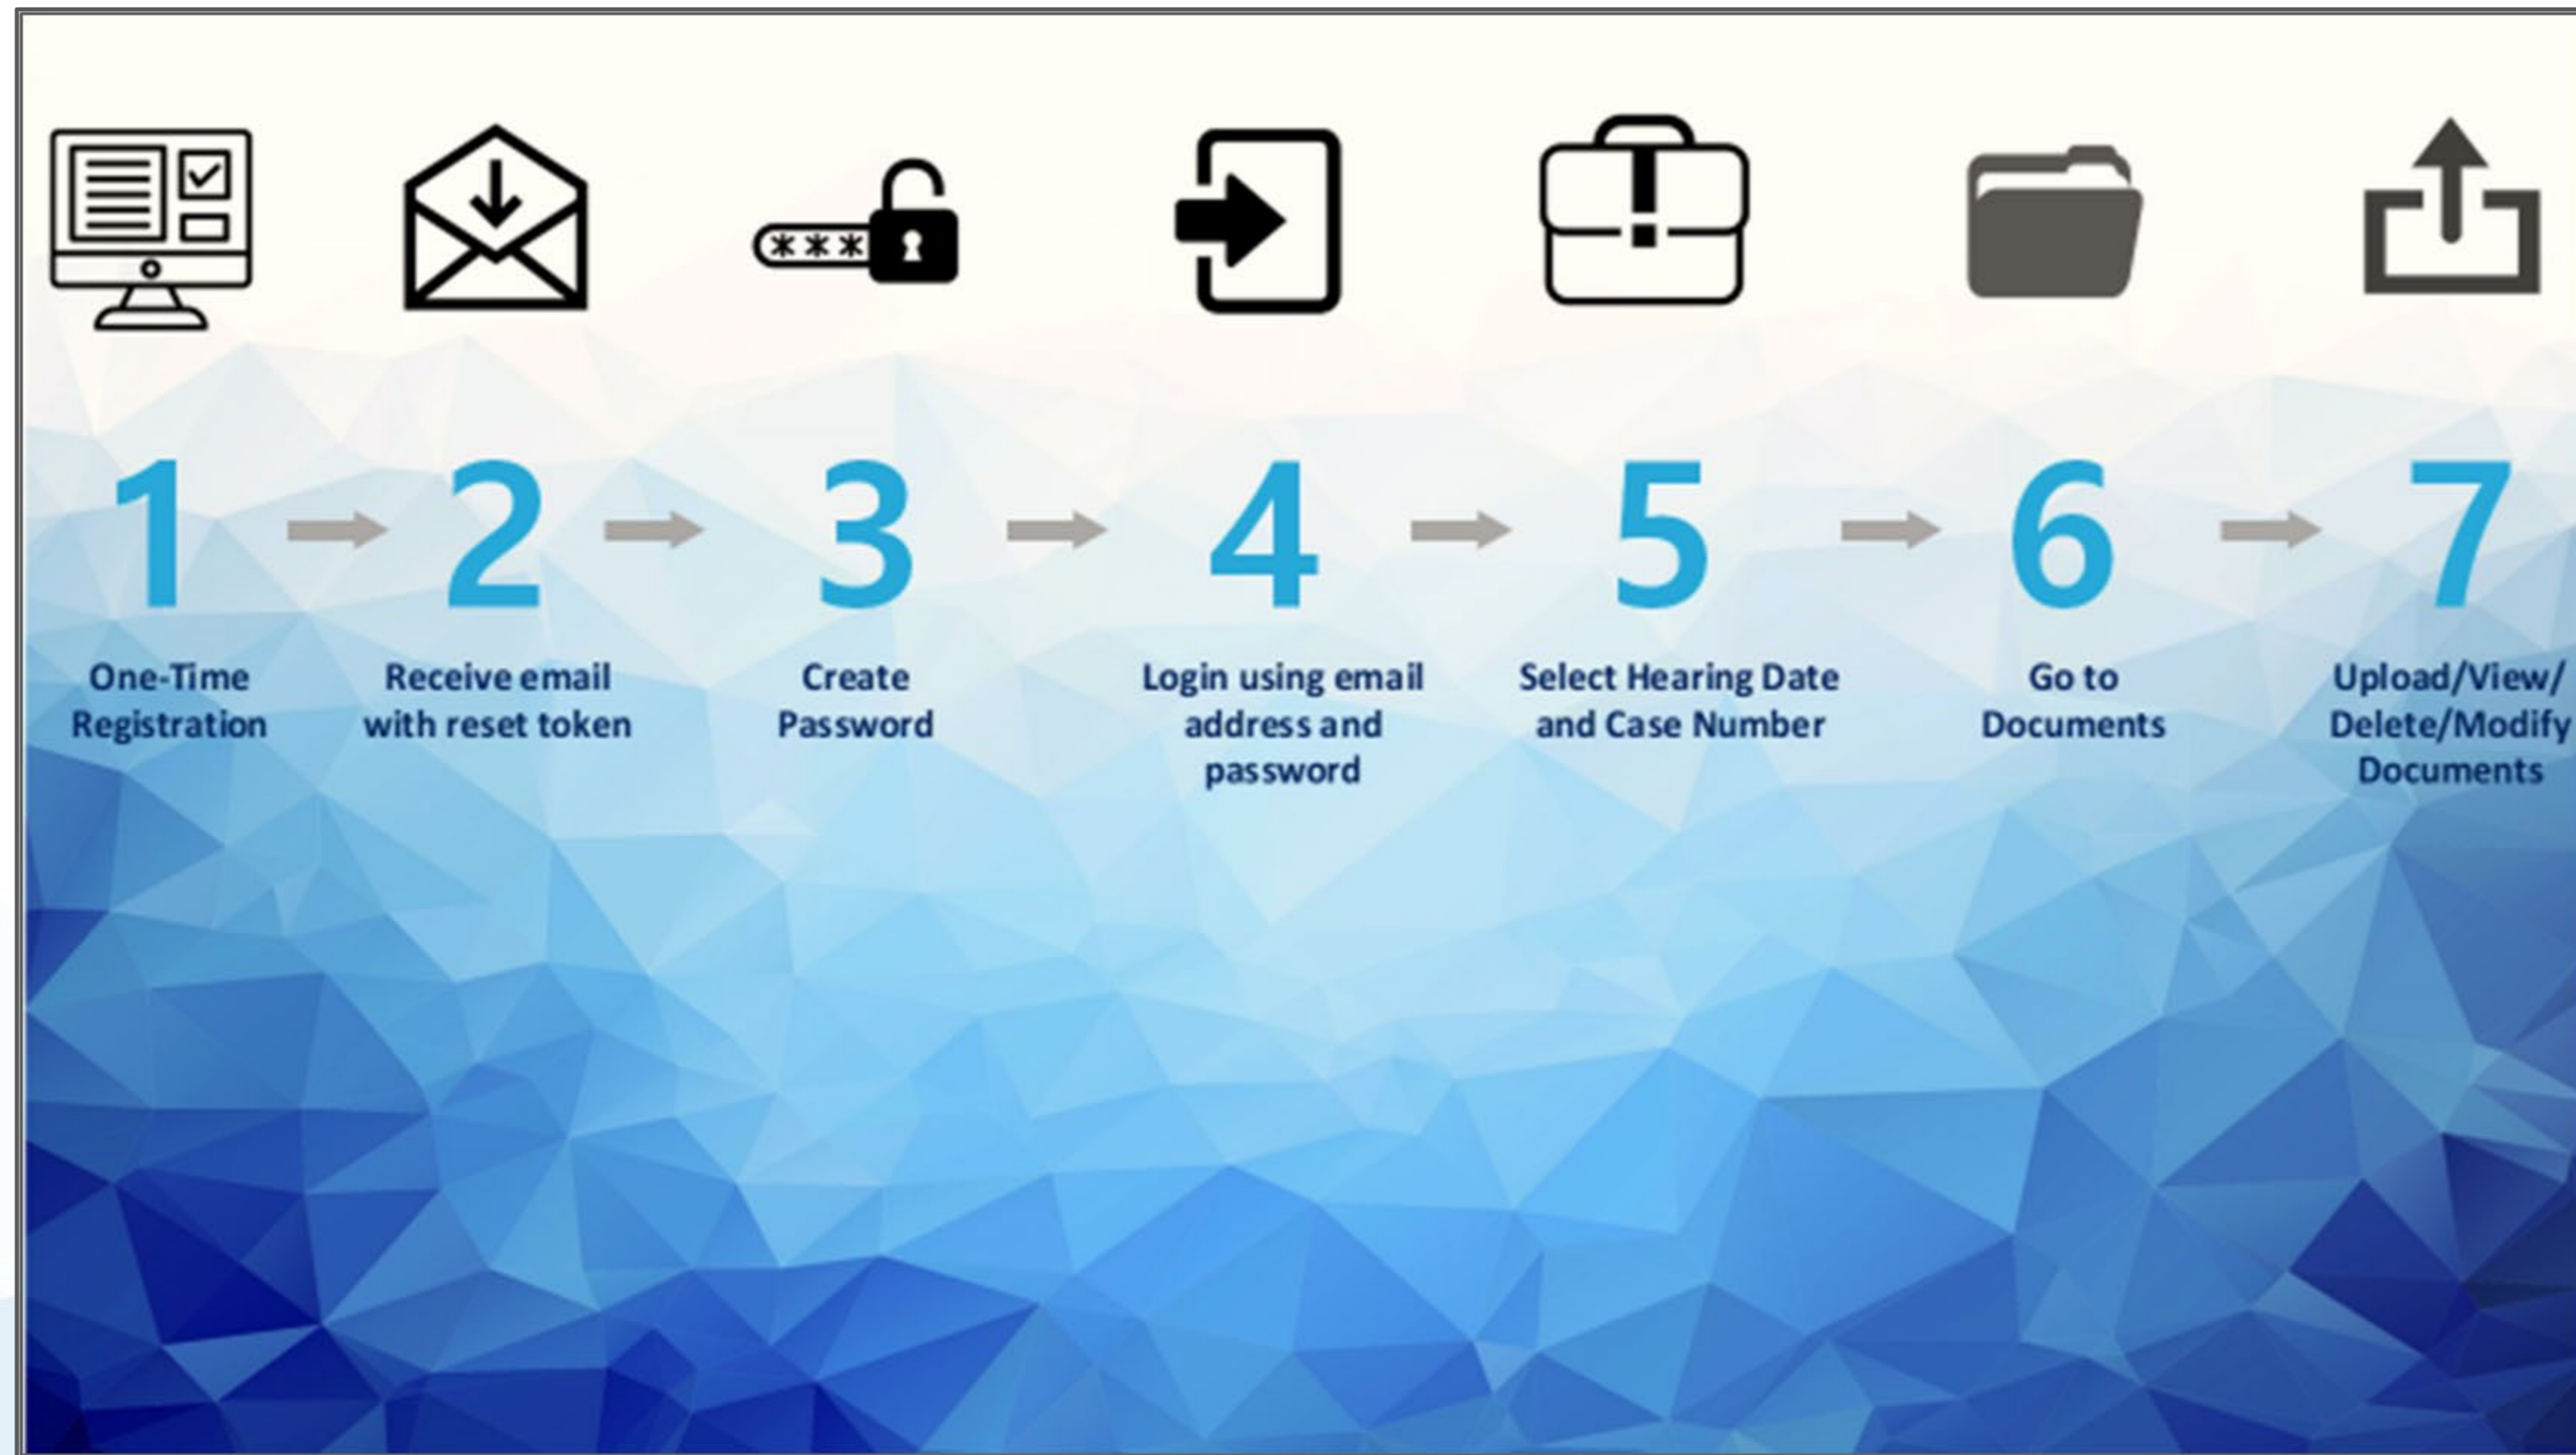 ***
1
2
3
4
5
6
7
One-Time
Registration
Receive email
with reset token
Create
Password
Login using email
address and
password
Select Hearing Date
and Case Number
Go to
Documents
Upload/View/
Delete/Modify
Documents